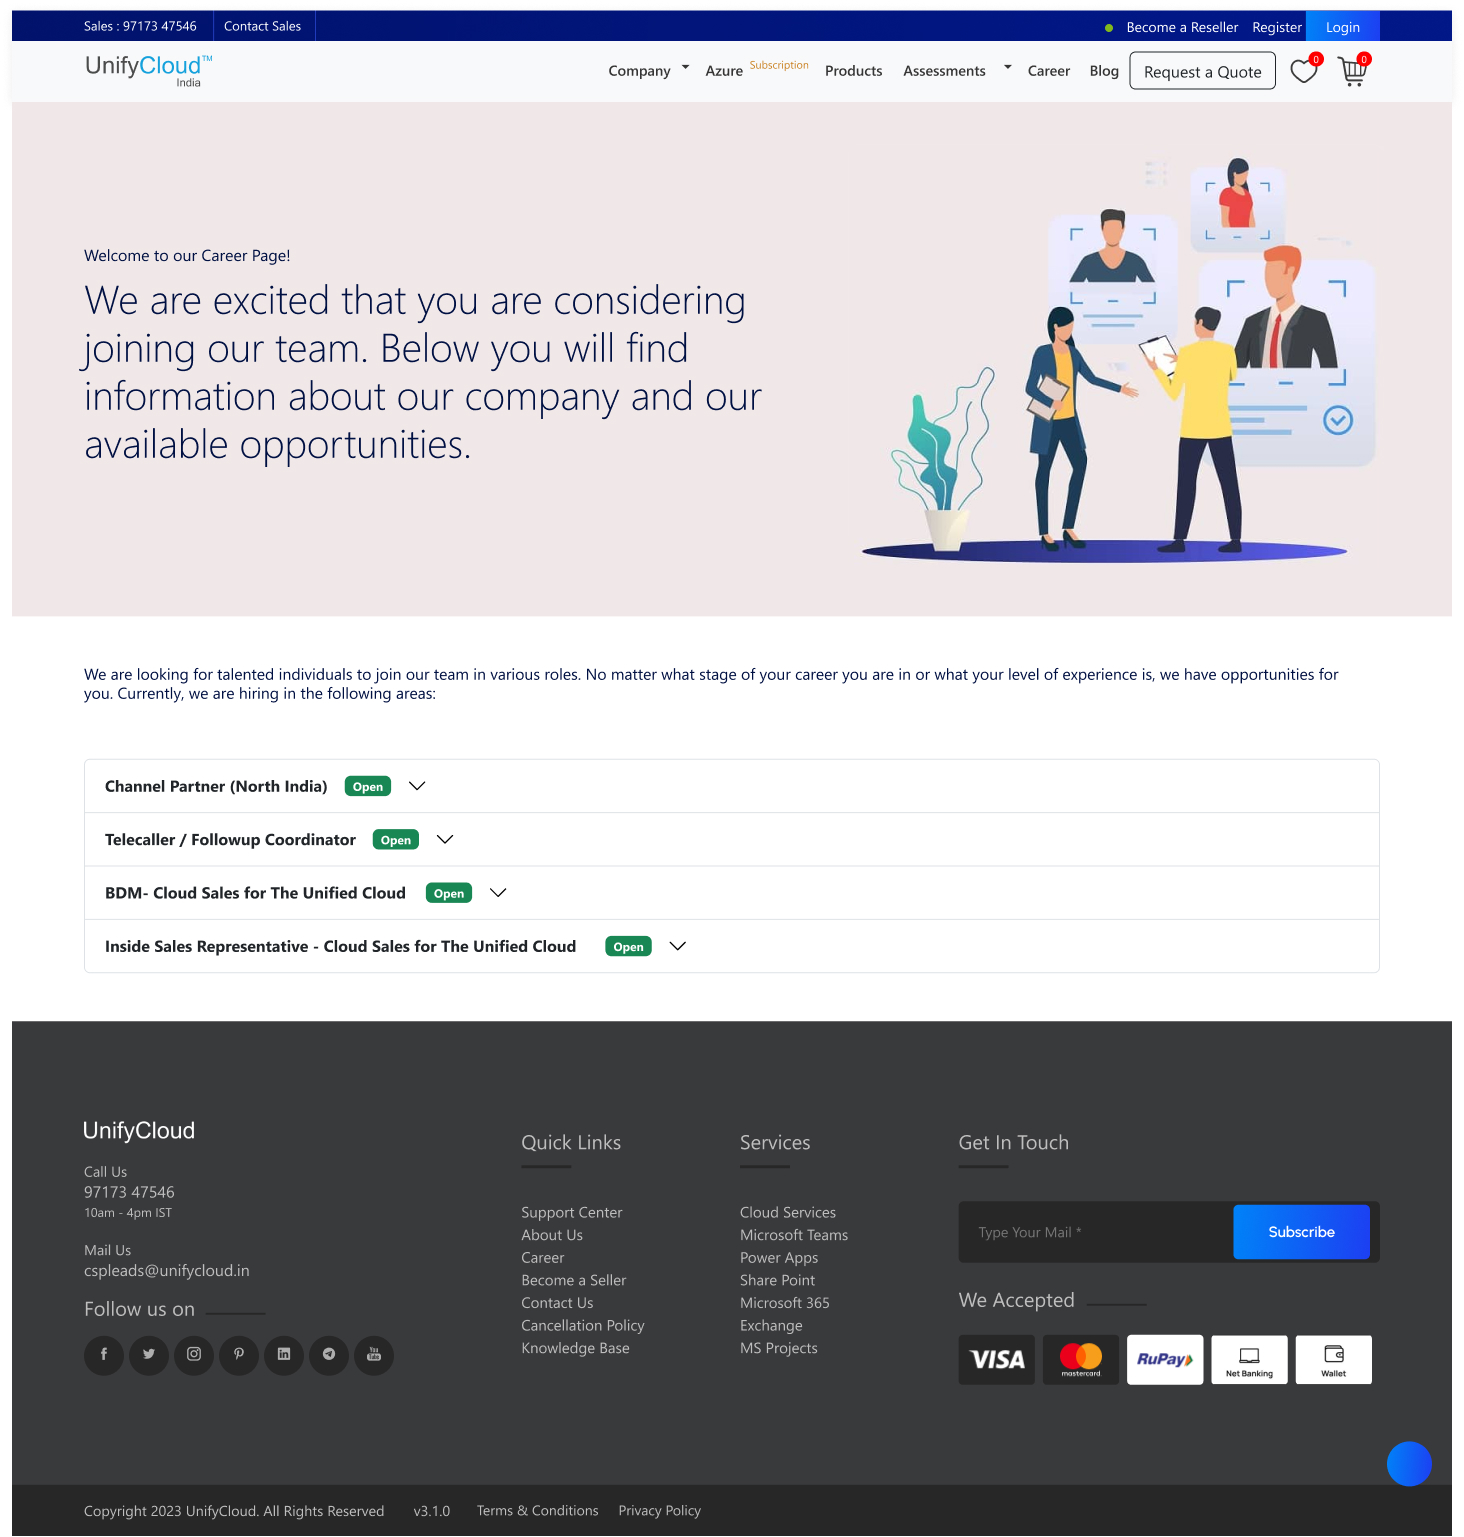 Sales : 97173 47546
Contact Sales
Become a Reseller
Register
Login
UnifyCloud™
India
Company
Azure Subscription
Products
Assessments
Career
Blog
Request a Quote
0
0
Welcome to our Career Page!
We are excited that you are considering
joining our team. Below you will find
information about our company and our
available opportunities.
We are looking for talented individuals to join our team in various roles. No matter what stage of your career you are in or what your level of experience is, we have opportunities for
you. Currently, we are hiring in the following areas:
Channel Partner (North India) Open
Telecaller / Followup Coordinator Open
BDM- Cloud Sales for The Unified Cloud Open
Inside Sales Representative - Cloud Sales for The Unified Cloud Open
UnifyCloud
Call Us
97173 47546
10am - 4pm IST
Mail Us
cspleads@unifycloud.in
Follow us on
You
Tube
Quick Links
Support Center
About Us
Career
Become a Seller
Contact Us
Cancellation Policy
Knowledge Base
Services
Cloud Services
Microsoft Teams
Power Apps
Share Point
Microsoft 365
Exchange
MS Projects
Get In Touch
Type Your Mail *
Subscribe
We Accepted
VISA
mastercard
RuPay
Net Banking
Wallet
Copyright 2023 UnifyCloud. All Rights Reserved
v3.1.0
Terms & Conditions
Privacy Policy